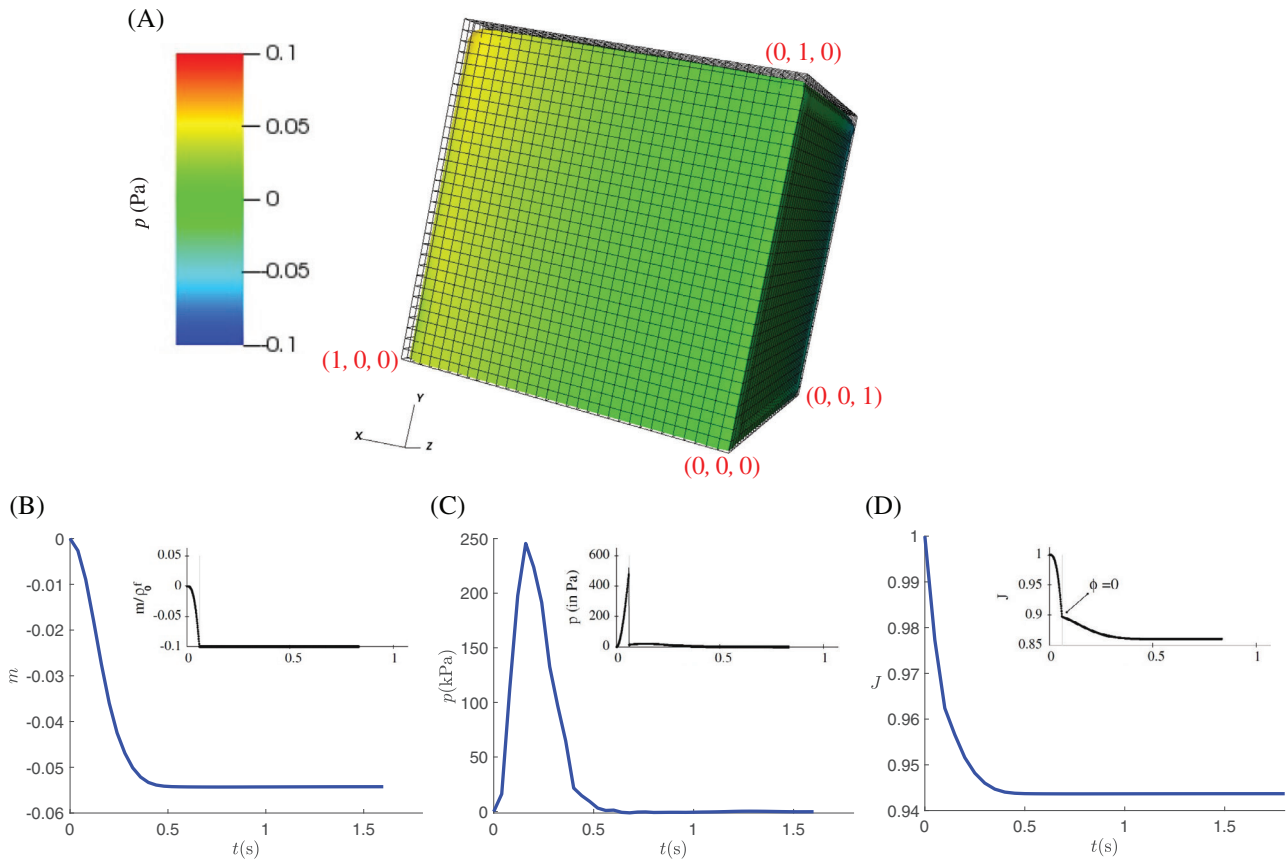 (A)
0.1
0.05
0
-0.05
-0.1
p (Pa)
(0, 1, 0)
(1, 0, 0)
(0, 0, 1)
(0, 0, 0)
Y
X
Z
(B)
0
-0.01
-0.02
-0.03
-0.04
-0.05
-0.06
m
0
0.5
1
1.5
t(s)
0.05
0
-0.05
-0.1
m/ρ₀ᶠ
0
0.5
1
(C)
250
200
150
100
50
0
p(kPa)
0
0.5
1
1.5
t(s)
600
400
200
0
p (in Pa)
0
0.5
1
(D)
1
0.99
0.98
0.97
0.96
0.95
0.94
J
0
0.5
1
1.5
t(s)
1
0.95
0.9
0.85
J
ϕ =0
0
0.5
1